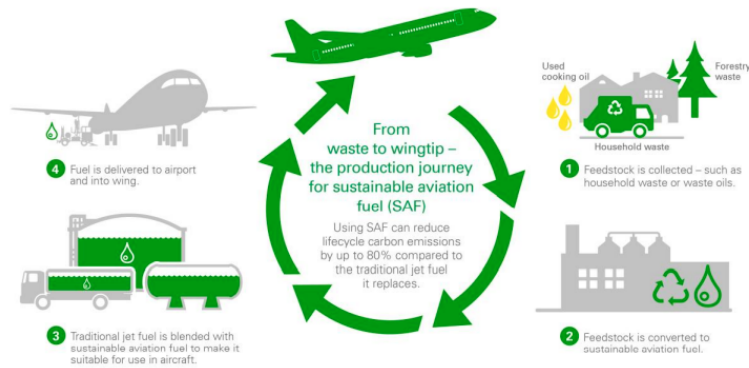 From
waste to wingtip –
the production journey
for sustainable aviation
fuel (SAF)
Using SAF can reduce
lifecycle carbon emissions
by up to 80% compared to
the traditional jet fuel
it replaces.
Used
cooking oil
Forestry
waste
Household waste
1 Feedstock is collected – such as
household waste or waste oils.
2 Feedstock is converted to
sustainable aviation fuel.
3 Traditional jet fuel is blended with
sustainable aviation fuel to make it
suitable for use in aircraft.
4 Fuel is delivered to airport
and into wing.